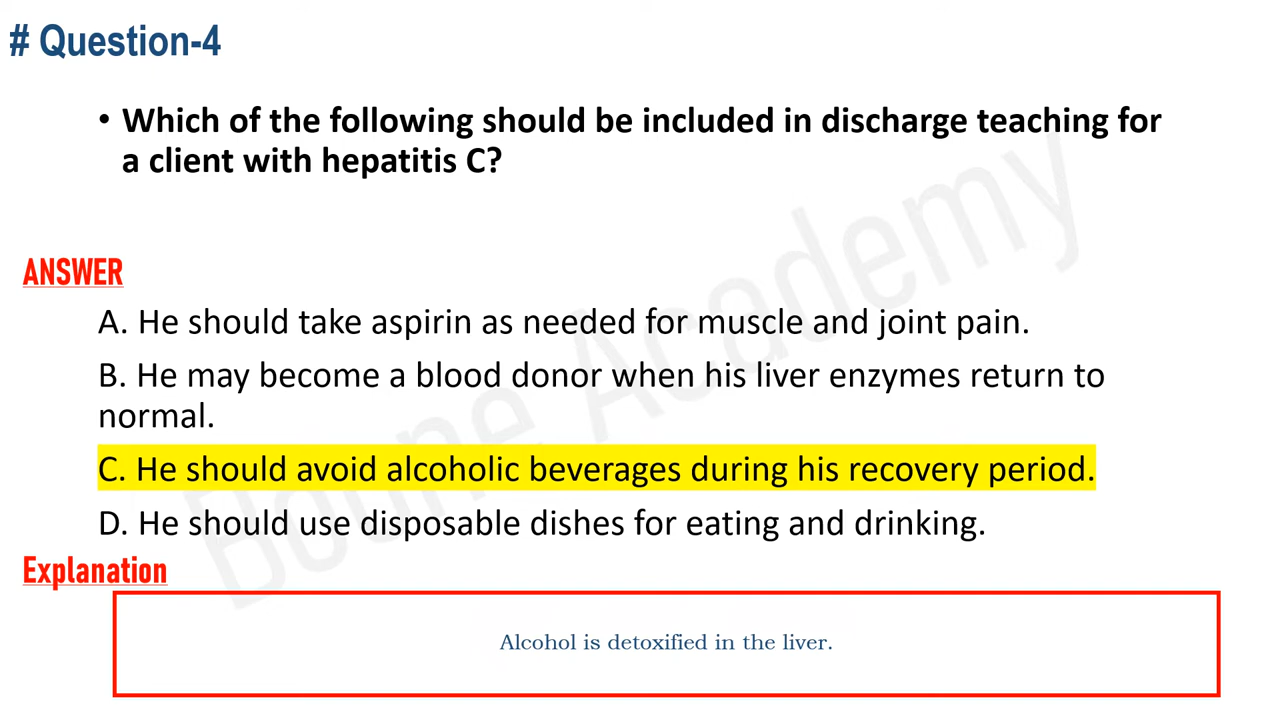 # Question-4
• Which of the following should be included in discharge teaching for
a client with hepatitis C?
ANSWER
A. He should take aspirin as needed for muscle and joint pain.
B. He may become a blood donor when his liver enzymes return to
normal.
C. He should avoid alcoholic beverages during his recovery period.
D. He should use disposable dishes for eating and drinking.
Explanation
Alcohol is detoxified in the liver.
Boune Academy